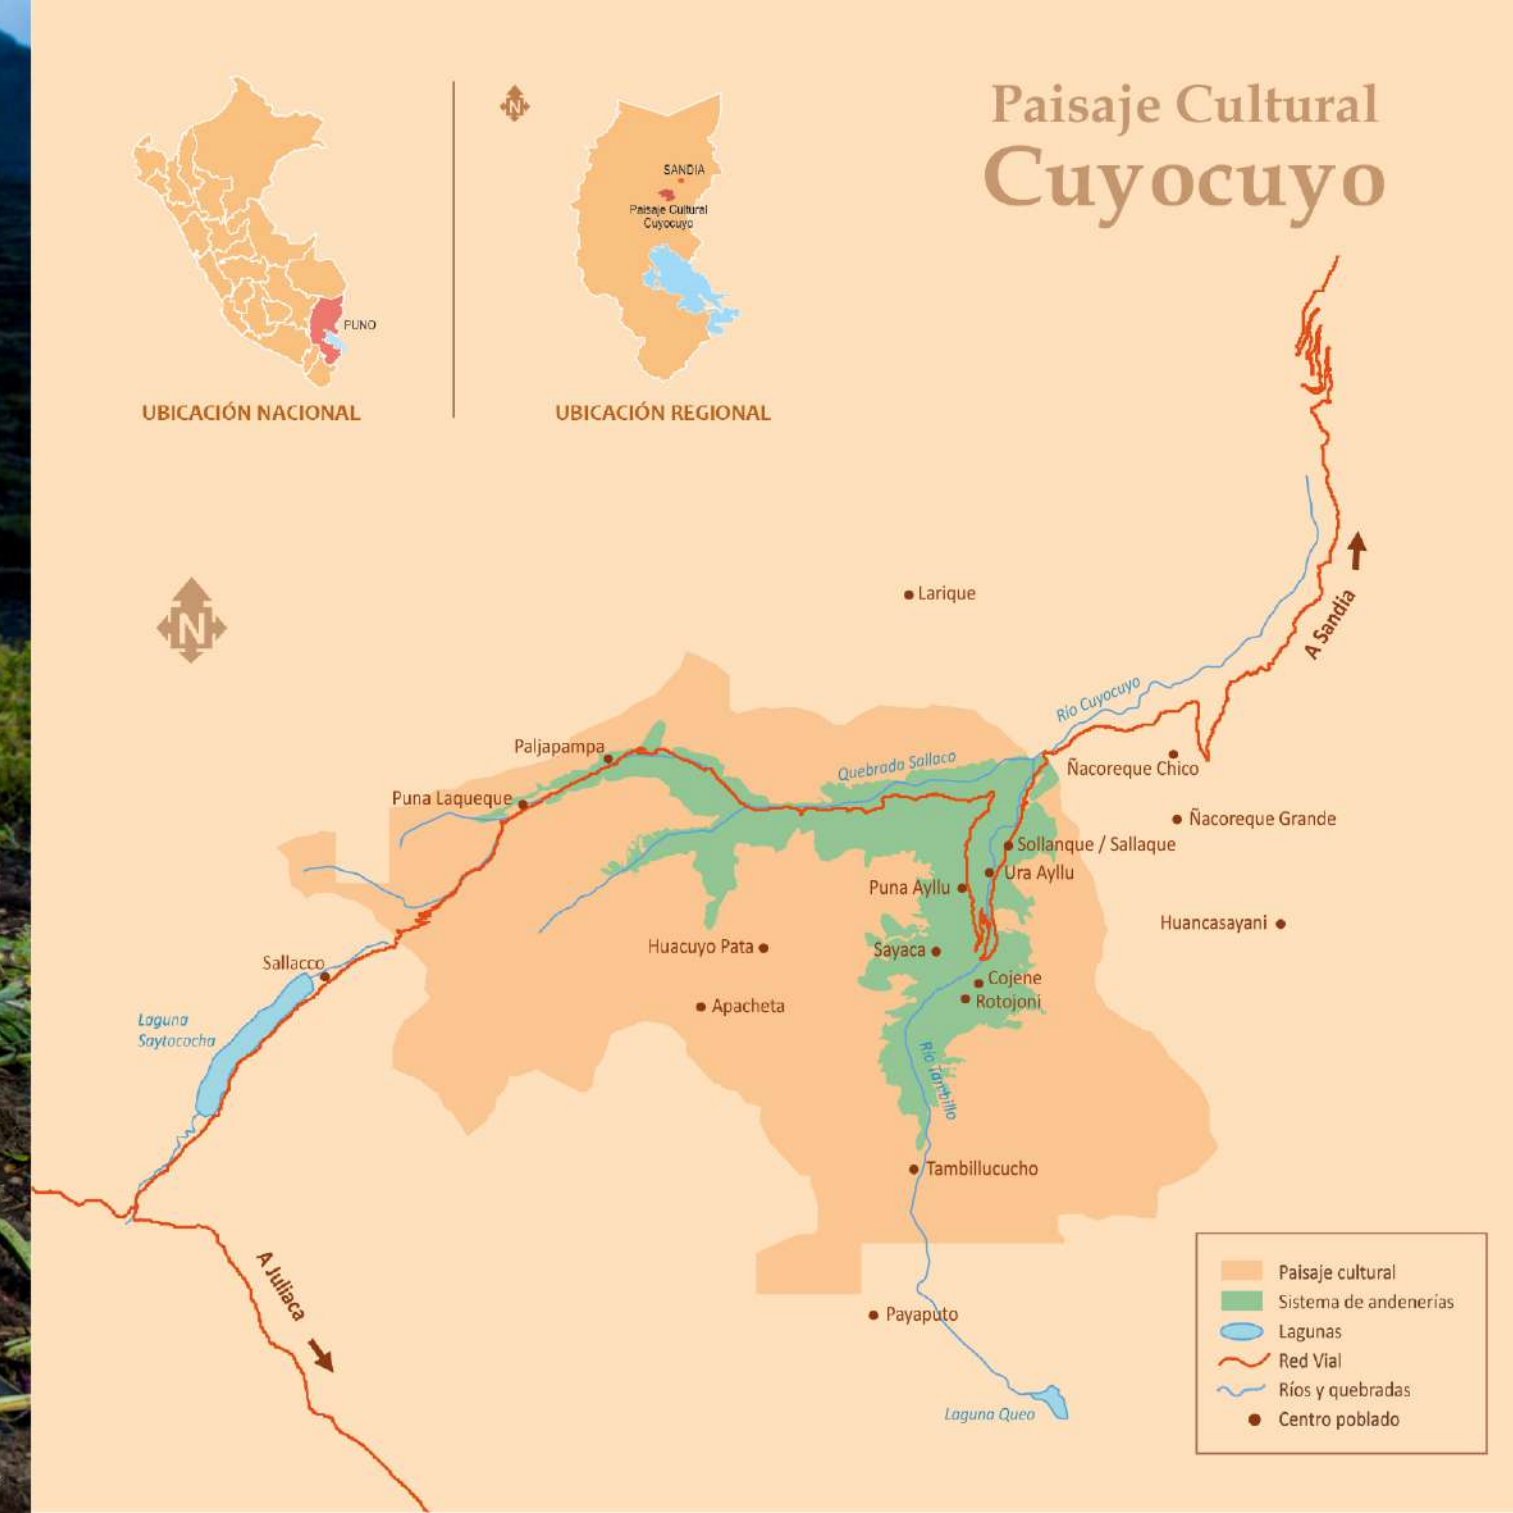 Paisaje Cultural
Cuyocuyo
N
SANDIA
Paisaje Cultural
Cuyocuyo
PUNO
UBICACIÓN NACIONAL
UBICACIÓN REGIONAL
N
A Sandia
Larique
Río Cuyocuyo
Paljapampa
Quebrada Sallaco
Ñacoreque Chico
Puna Laqueque
Ñacoreque Grande
Sollanque / Sallaque
Ura Ayllu
Puna Ayllu
Huancasayani
Huacuyo Pata
Sayaca
Sallacco
Cojene
Rotojoni
Apacheta
Laguna
Saytococha
Río Tambillo
Tambillucucho
A Juliaca
Payaputo
Laguna Queo
Paisaje cultural
Sistema de andenerías
Lagunas
Red Vial
Ríos y quebradas
Centro poblado